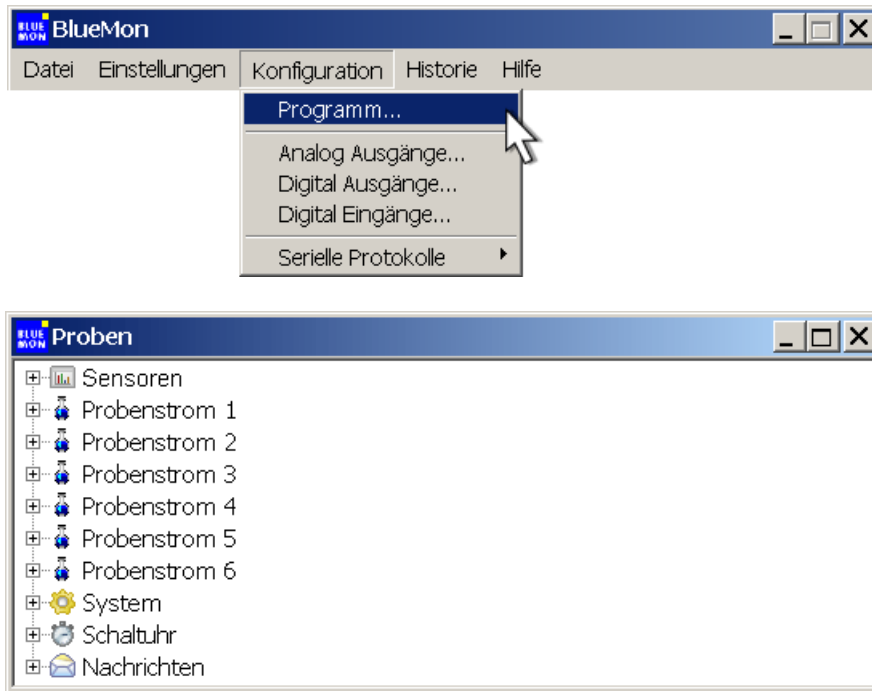 BLUE MON BlueMon
Datei Einstellungen Konfiguration Historie Hilfe
Programm...
Analog Ausgänge...
Digital Ausgänge...
Digital Eingänge...
Serielle Protokolle
BLUE MON Proben
Sensoren
Probenstrom 1
Probenstrom 2
Probenstrom 3
Probenstrom 4
Probenstrom 5
Probenstrom 6
System
Schaltuhr
Nachrichten